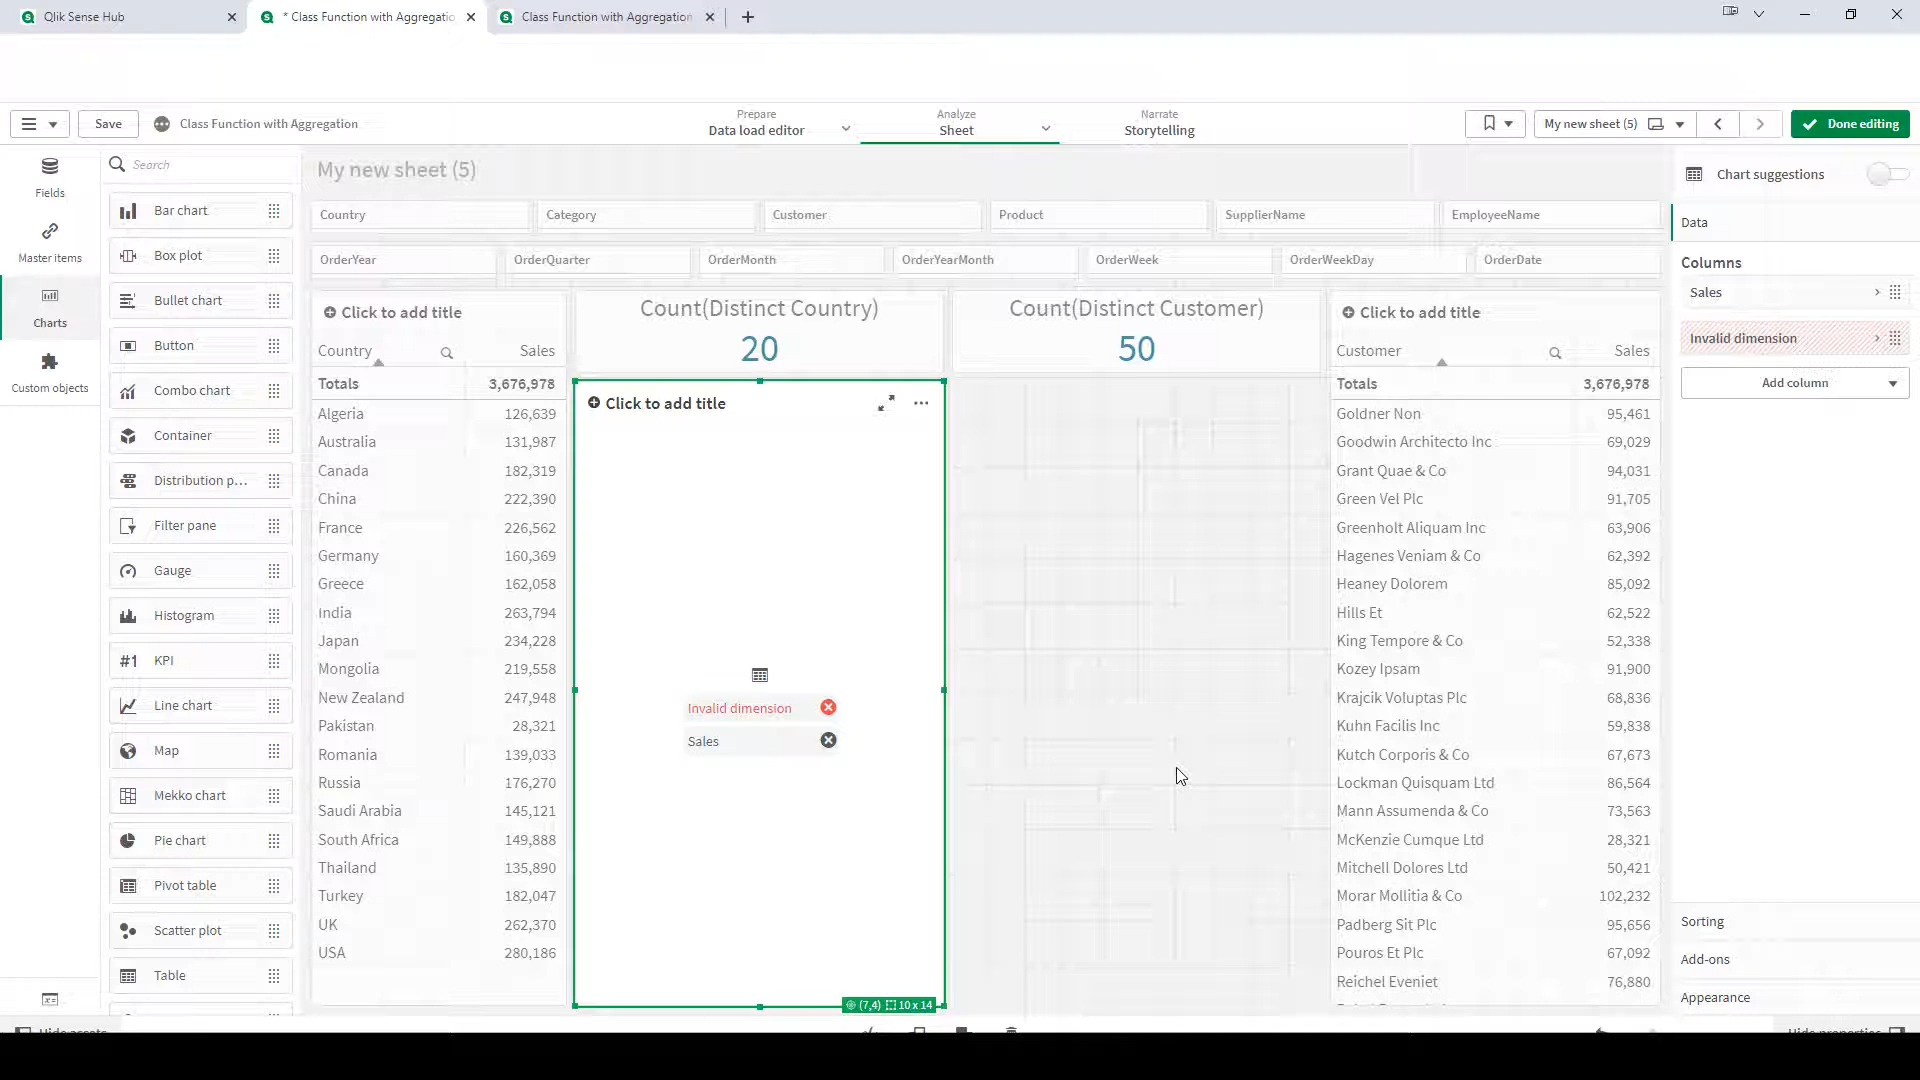 Qlik Sense Hub
* Class Function with Aggregatio
Class Function with Aggregation
Save
Class Function with Aggregation
Prepare
Data load editor
Analyze
Sheet
Narrate
Storytelling
My new sheet (5)
Done editing
Fields
Master items
Charts
Custom objects
Search
Bar chart
Box plot
Bullet chart
Button
Combo chart
Container
Distribution p...
Filter pane
Gauge
Histogram
#1 KPI
Line chart
Map
Mekko chart
Pie chart
Pivot table
Scatter plot
Table
My new sheet (5)
Country
Category
Customer
Product
SupplierName
EmployeeName
OrderYear
OrderQuarter
OrderMonth
OrderYearMonth
OrderWeek
OrderWeekDay
OrderDate
Click to add title
Country Sales
Totals 3,676,978
Algeria 126,639
Australia 131,987
Canada 182,319
China 222,390
France 226,562
Germany 160,369
Greece 162,058
India 263,794
Japan 234,228
Mongolia 219,558
New Zealand 247,948
Pakistan 28,321
Romania 139,033
Russia 176,270
Saudi Arabia 145,121
South Africa 149,888
Thailand 135,890
Turkey 182,047
UK 262,370
USA 280,186
Count(Distinct Country)
20
Count(Distinct Customer)
50
Click to add title
Invalid dimension
Sales
(7,4) 10 x 14
Click to add title
Customer Sales
Totals 3,676,978
Goldner Non 95,461
Goodwin Architecto Inc 69,029
Grant Quae & Co 94,031
Green Vel Plc 91,705
Greenholt Aliquam Inc 63,906
Hagenes Veniam & Co 62,392
Heaney Dolorem 85,092
Hills Et 62,522
King Tempore & Co 52,338
Kozey Ipsam 91,900
Krajcik Voluptas Plc 68,836
Kuhn Facilis Inc 59,838
Kutch Corporis & Co 67,673
Lockman Quisquam Ltd 86,564
Mann Assumenda & Co 73,563
McKenzie Cumque Ltd 28,321
Mitchell Dolores Ltd 50,421
Morar Mollitia & Co 102,232
Padberg Sit Plc 95,656
Pouros Et Plc 67,092
Reichel Eveniet 76,880
Chart suggestions
Data
Columns
Sales
Invalid dimension
Add column
Sorting
Add-ons
Appearance
Hide assets
Hide properties